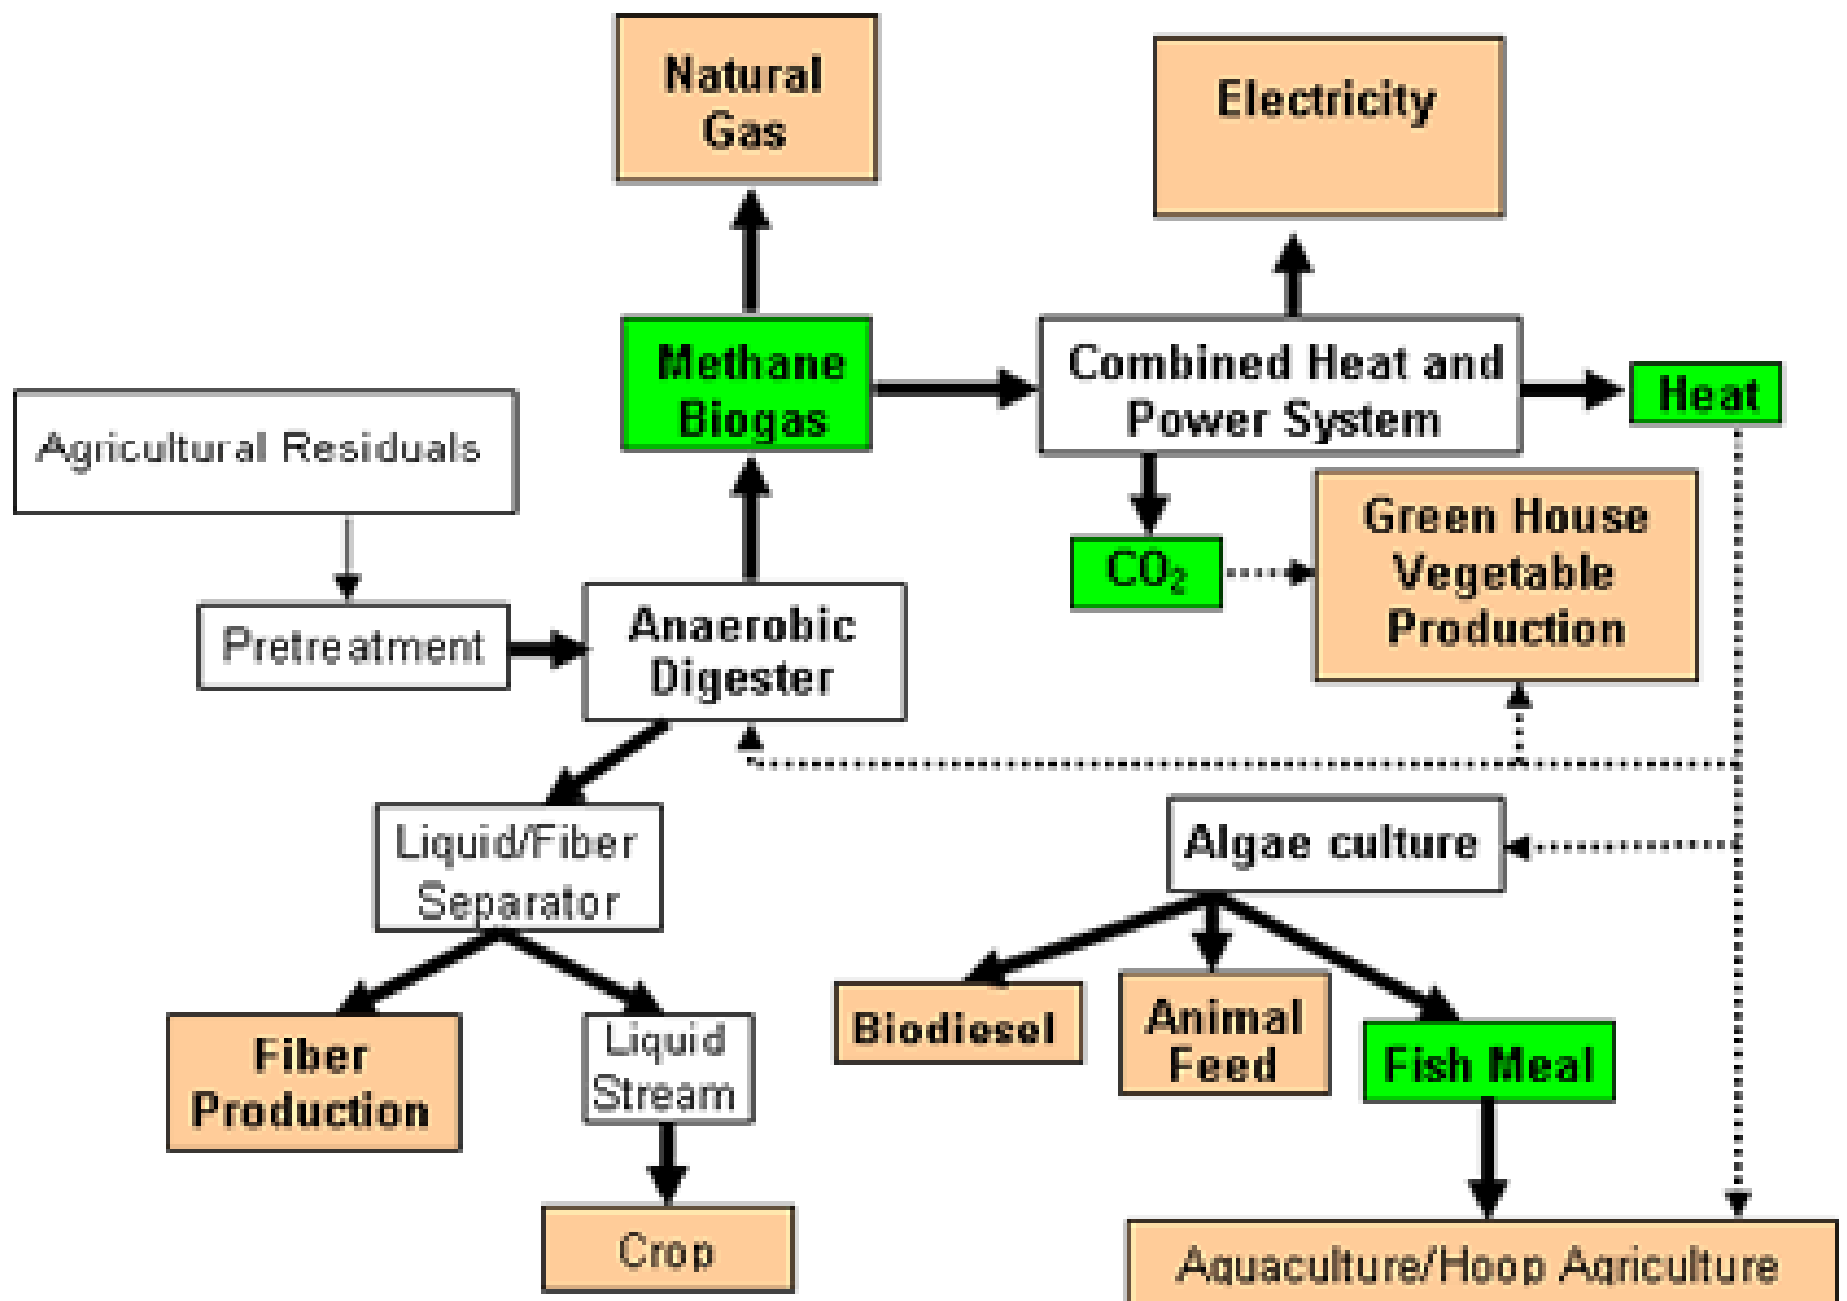 Natural
Gas
Electricity
Methane
Biogas
Combined Heat and
Power System
Heat
Agricultural Residuals
CO₂
Green House
Vegetable
Production
Pretreatment
Anaerobic
Digester
Liquid/Fiber
Separator
Algae culture
Fiber
Production
Liquid
Stream
Biodiesel
Animal
Feed
Fish Meal
Crop
Aquaculture/Hoop Agriculture